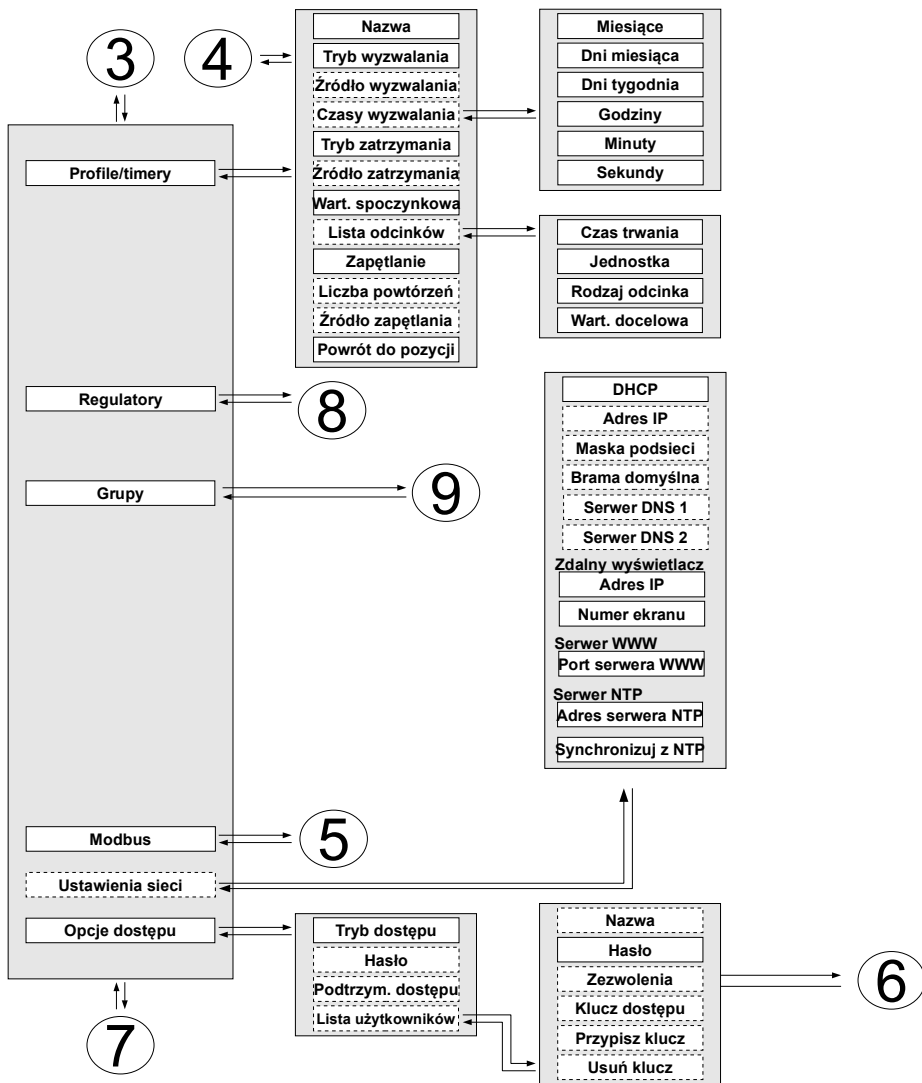 3
4
Nazwa
Tryb wyzwalania
Źródło wyzwalania
Czasy wyzwalania
Tryb zatrzymania
Źródło zatrzymania
Wart. spoczynkowa
Lista odcinków
Zapętlanie
Liczba powtórzeń
Źródło zapętlania
Powrót do pozycji
Miesiące
Dni miesiąca
Dni tygodnia
Godziny
Minuty
Sekundy
Czas trwania
Jednostka
Rodzaj odcinka
Wart. docelowa
Profile/timery
Regulatory
8
Grupy
9
DHCP
Adres IP
Maska podsieci
Brama domyślna
Serwer DNS 1
Serwer DNS 2
Zdalny wyświetlacz
Adres IP
Numer ekranu
Serwer WWW
Port serwera WWW
Serwer NTP
Adres serwera NTP
Synchronizuj z NTP
Modbus
5
Ustawienia sieci
Opcje dostępu
Tryb dostępu
Hasło
Podtrzym. dostępu
Lista użytkowników
Nazwa
Hasło
Zezwolenia
Klucz dostępu
Przypisz klucz
Usuń klucz
6
7